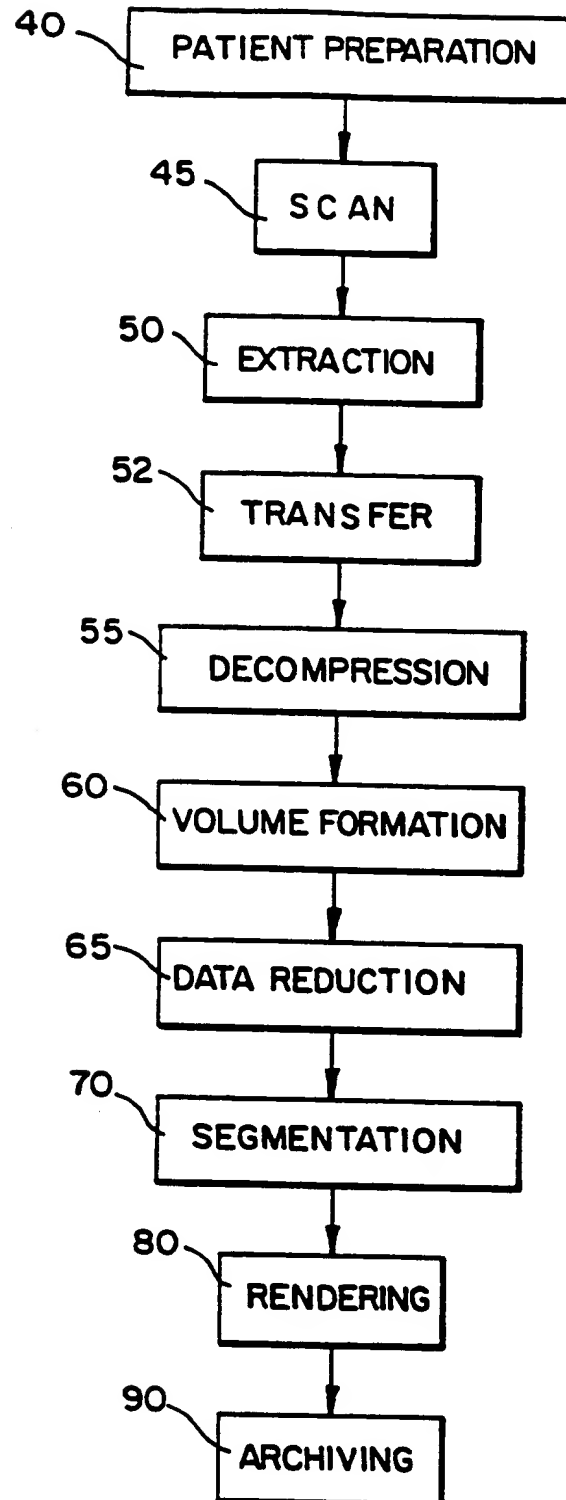 40 PATIENT PREPARATION
45 SCAN
50 EXTRACTION
52 TRANSFER
55 DECOMPRESSION
60 VOLUME FORMATION
65 DATA REDUCTION
70 SEGMENTATION
80 RENDERING
90 ARCHIVING